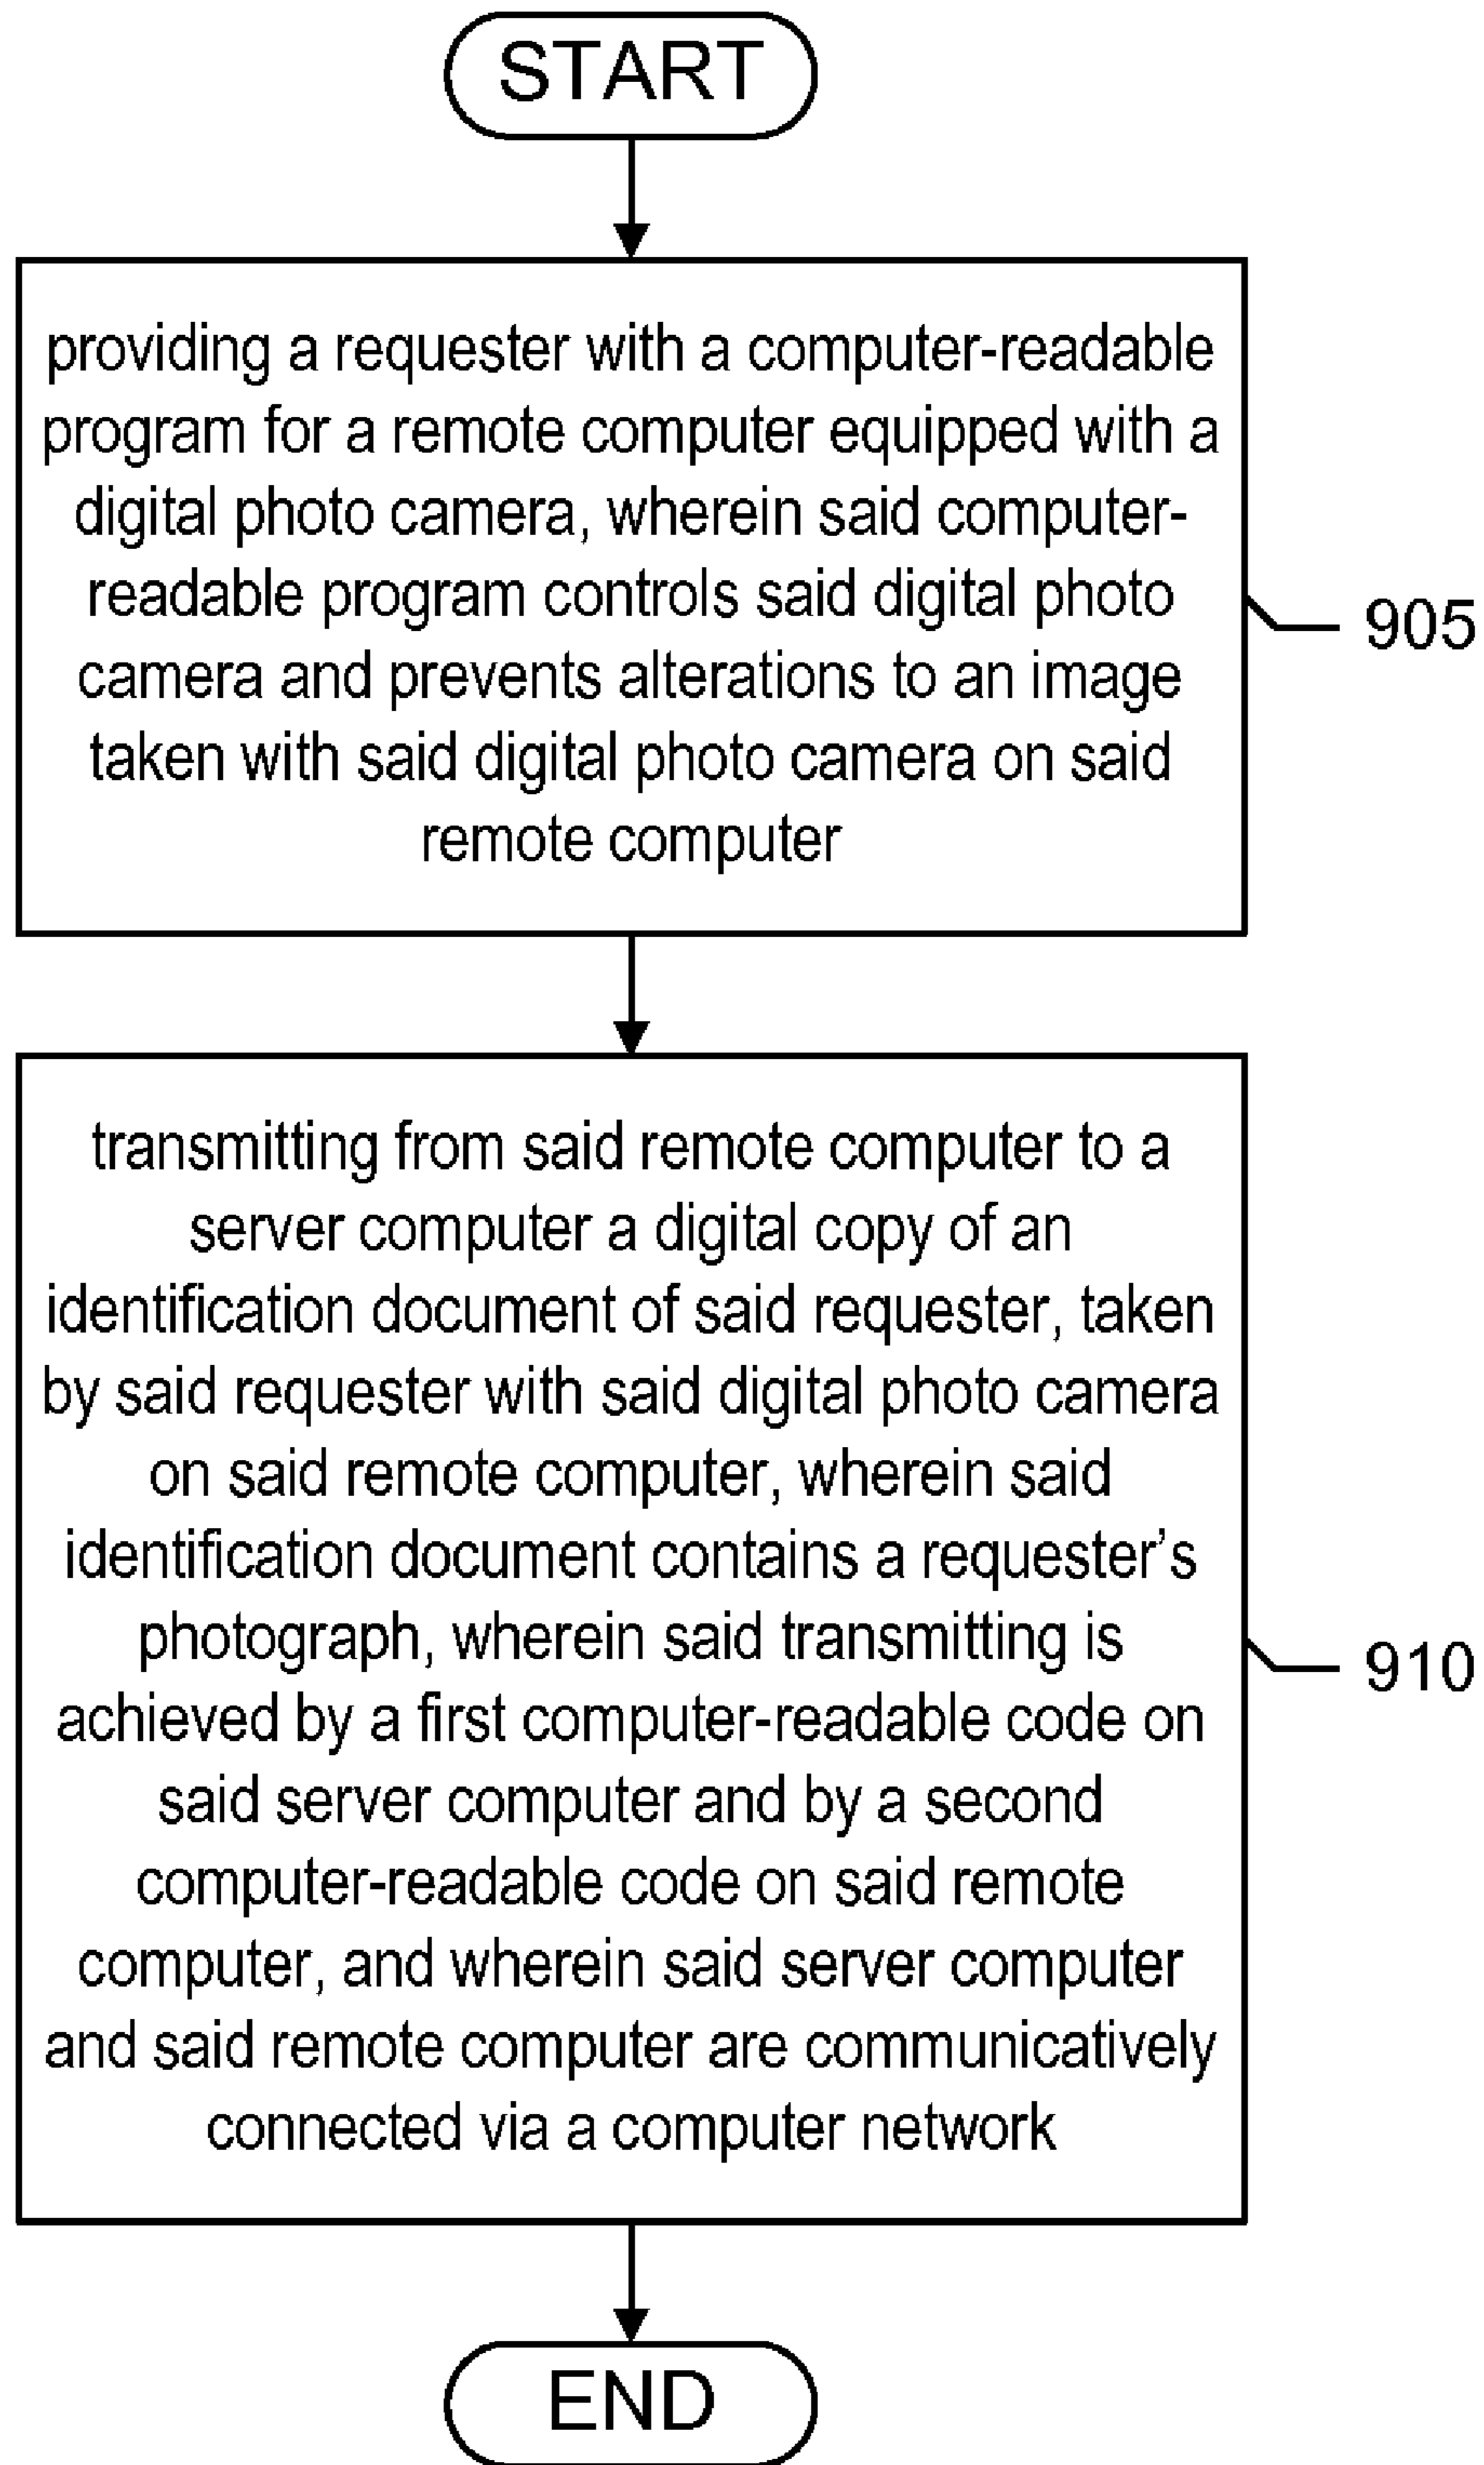 START
providing a requester with a computer-readable
program for a remote computer equipped with a
digital photo camera, wherein said computer-
readable program controls said digital photo
camera and prevents alterations to an image
taken with said digital photo camera on said
remote computer
905
transmitting from said remote computer to a
server computer a digital copy of an
identification document of said requester, taken
by said requester with said digital photo camera
on said remote computer, wherein said
identification document contains a requester’s
photograph, wherein said transmitting is
achieved by a first computer-readable code on
said server computer and by a second
computer-readable code on said remote
computer, and wherein said server computer
and said remote computer are communicatively
connected via a computer network
910
END